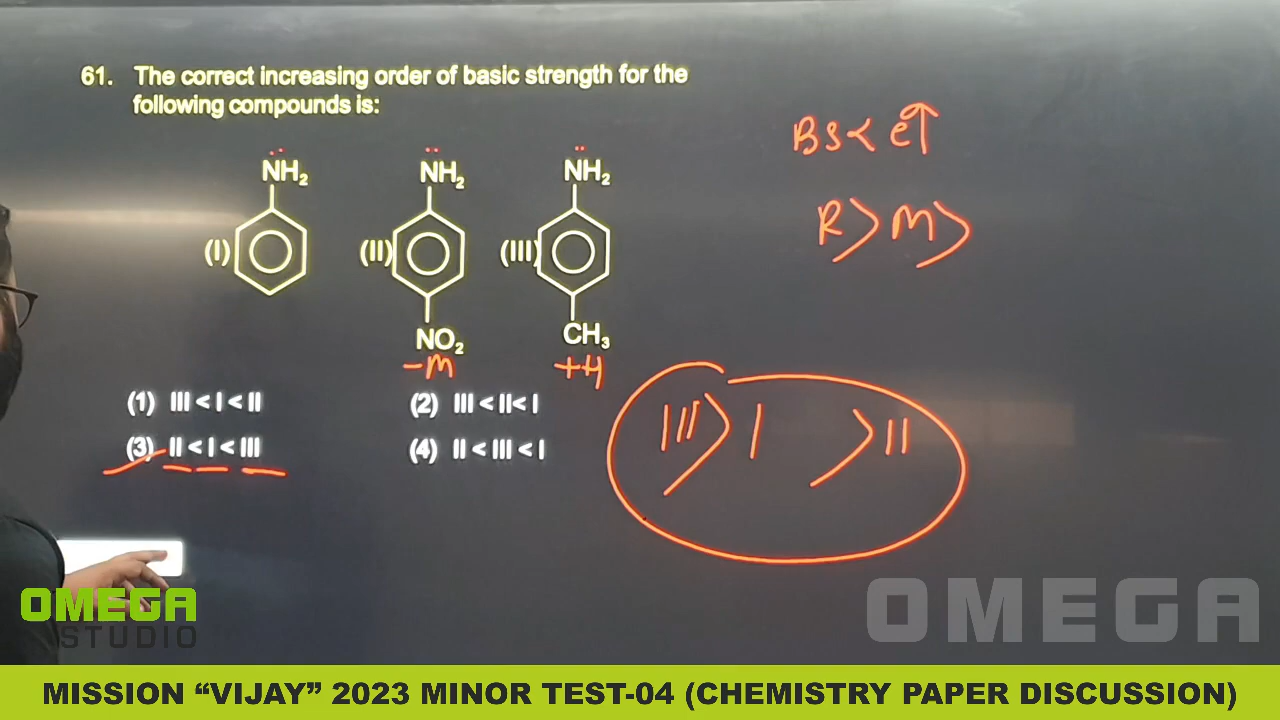 61. The correct increasing order of basic strength for the
following compounds is:
NH₂ NH₂ NH₂
(I) (II) (III)
NO₂ CH₃
-M +H
(1) III < I < II (2) III < II < I
(3) II < I < III (4) II < III < I
BS < e↑
R > M >
III > I > II
OMEGA
STUDIO
OMEGA
MISSION “VIJAY” 2023 MINOR TEST-04 (CHEMISTRY PAPER DISCUSSION)